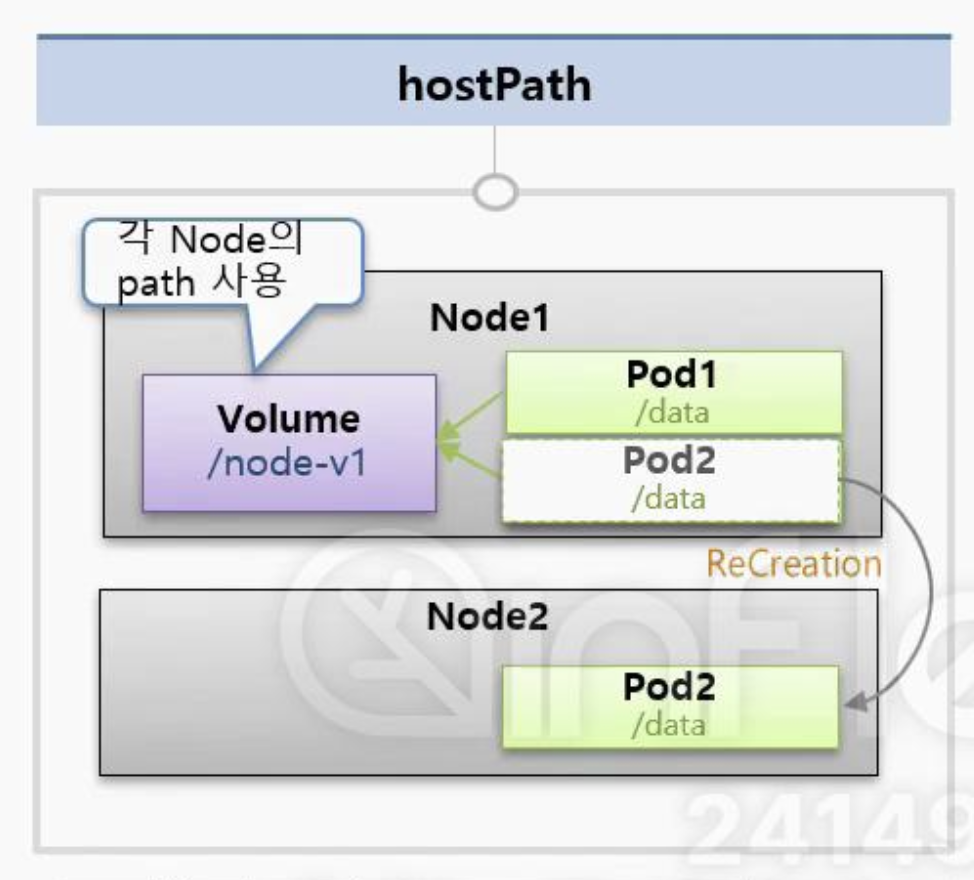 hostPath
각 Node의
path 사용
Node1
Volume
/node-v1
Pod1
/data
Pod2
/data
ReCreation
Node2
Pod2
/data
24149